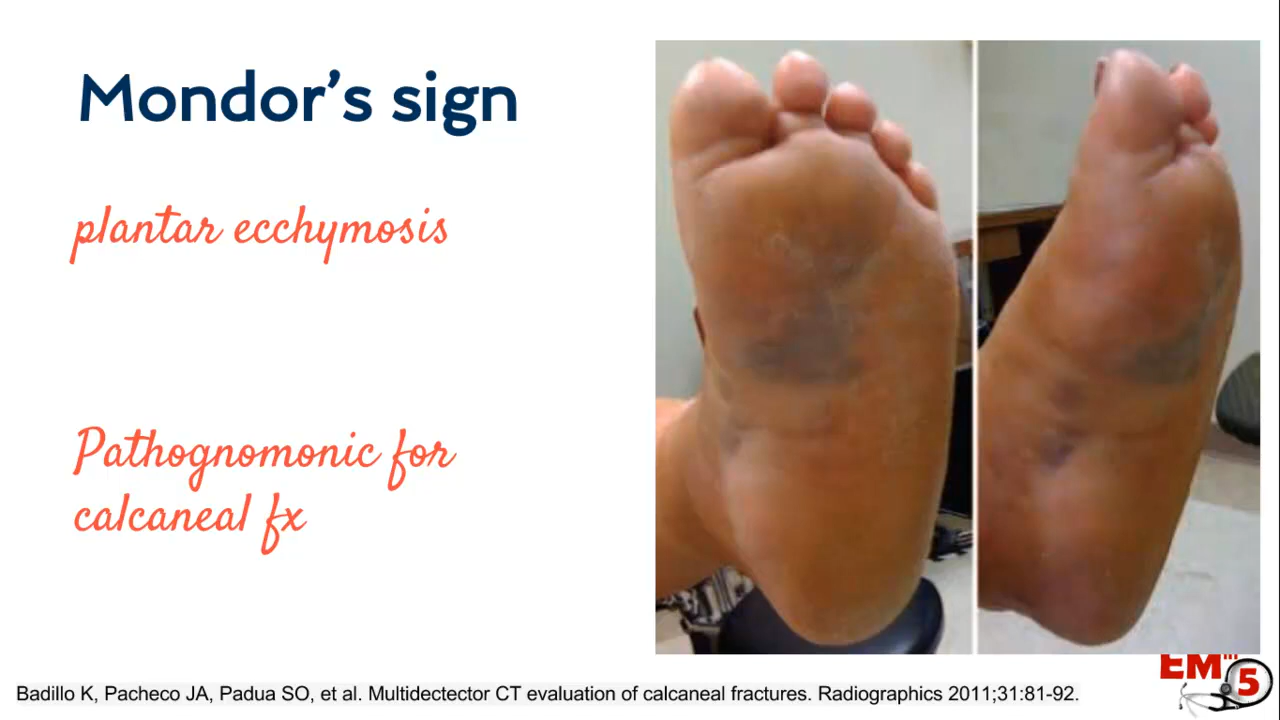 Mondor's sign
plantar ecchymosis
Pathognomonic for
calcaneal fx
Badillo K, Pacheco JA, Padua SO, et al. Multidectector CT evaluation of calcaneal fractures. Radiographics 2011;31:81-92.
EM in
5